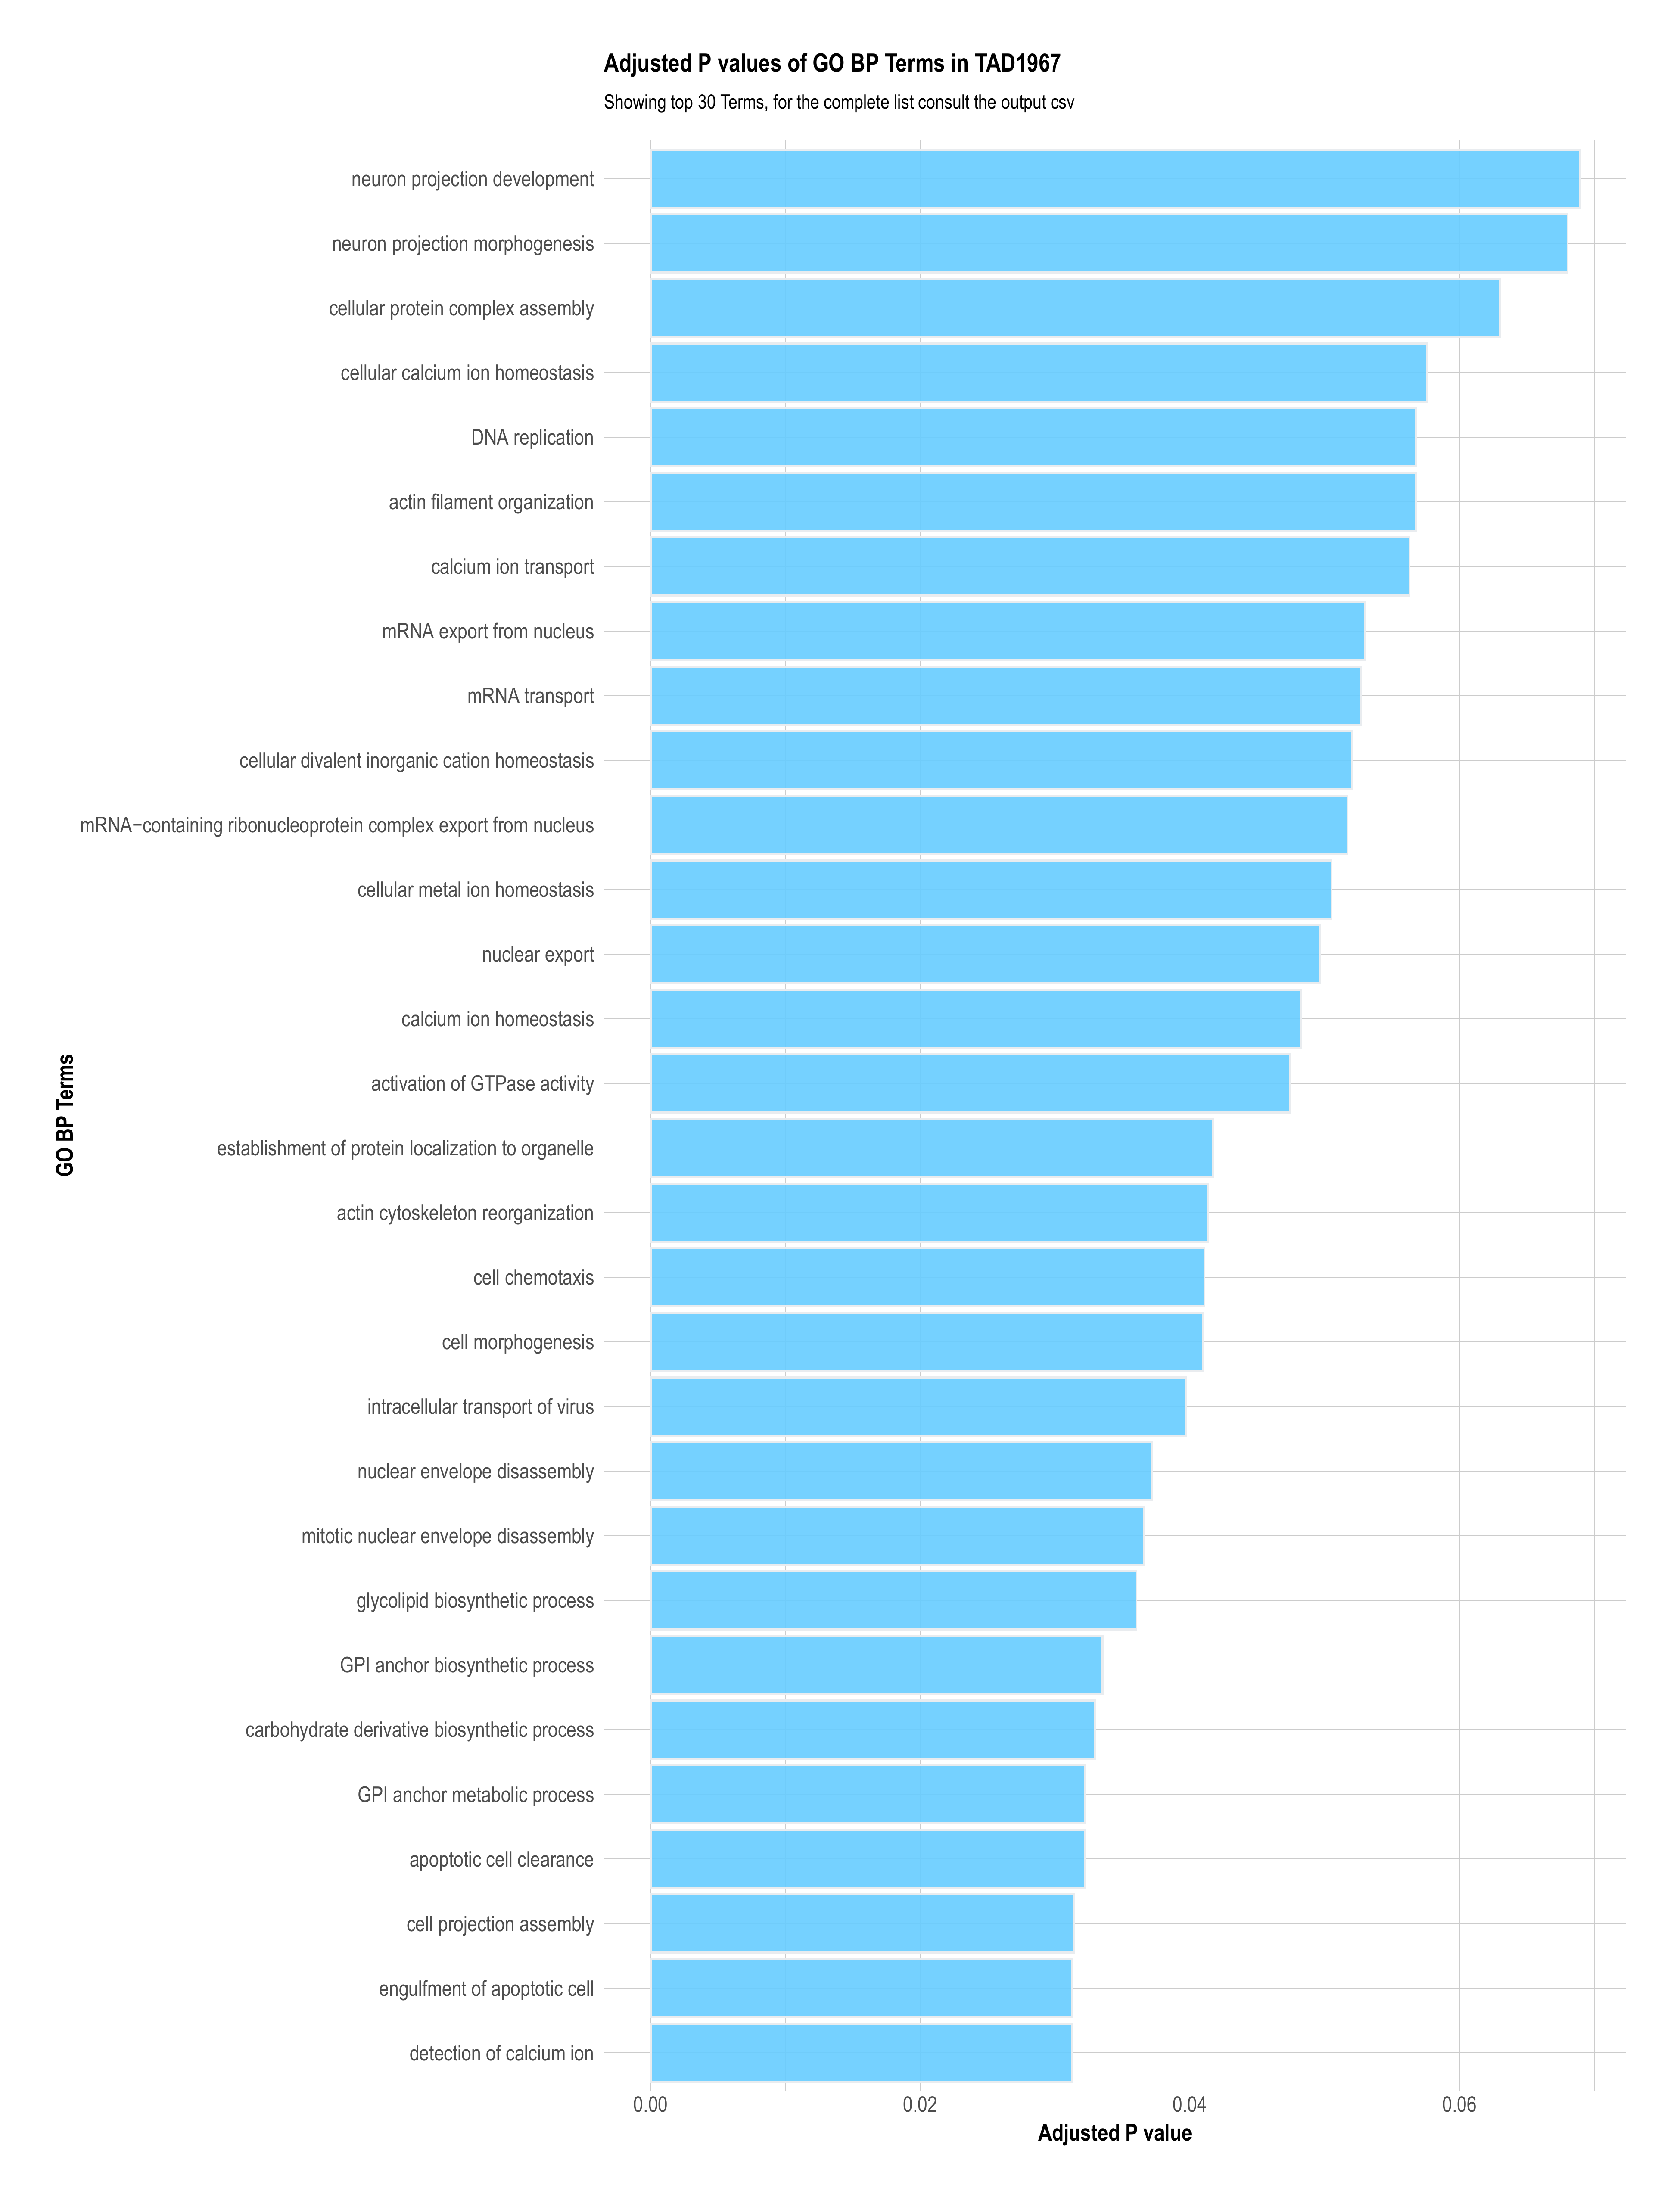 Adjusted P values of GO BP Terms in TAD1967
Showing top 30 Terms, for the complete list consult the output csv
neuron projection development
neuron projection morphogenesis
cellular protein complex assembly
cellular calcium ion homeostasis
DNA replication
actin filament organization
calcium ion transport
mRNA export from nucleus
mRNA transport
cellular divalent inorganic cation homeostasis
mRNA−containing ribonucleoprotein complex export from nucleus
cellular metal ion homeostasis
nuclear export
calcium ion homeostasis
activation of GTPase activity
establishment of protein localization to organelle
actin cytoskeleton reorganization
cell chemotaxis
cell morphogenesis
intracellular transport of virus
nuclear envelope disassembly
mitotic nuclear envelope disassembly
glycolipid biosynthetic process
GPI anchor biosynthetic process
carbohydrate derivative biosynthetic process
GPI anchor metabolic process
apoptotic cell clearance
cell projection assembly
engulfment of apoptotic cell
detection of calcium ion
GO BP Terms
0.00 0.02 0.04 0.06
Adjusted P value